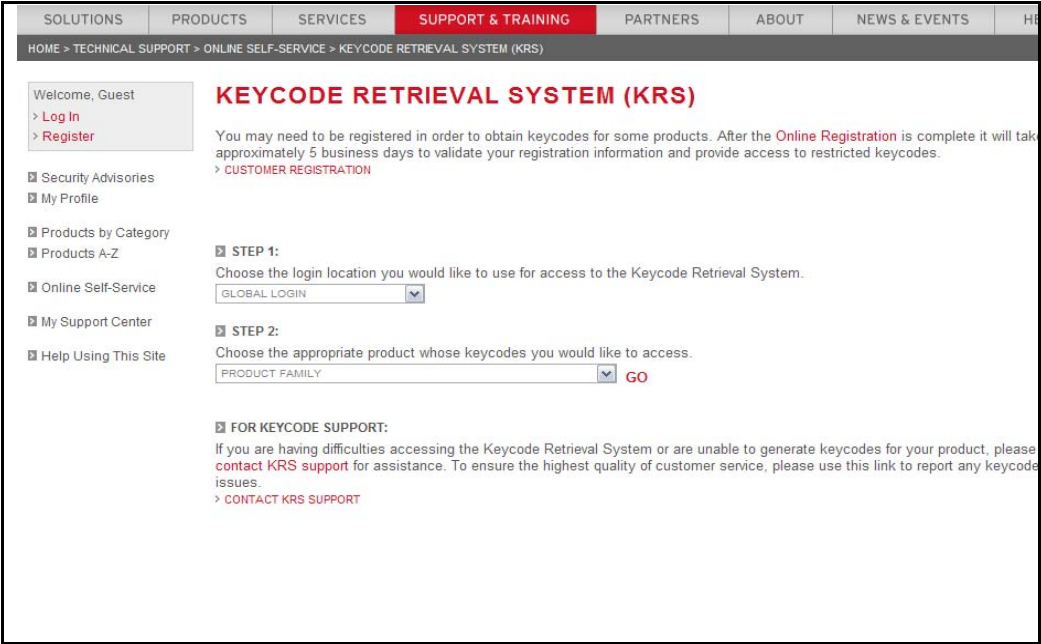 SOLUTIONS PRODUCTS SERVICES SUPPORT & TRAINING PARTNERS ABOUT NEWS & EVENTS
HOME > TECHNICAL SUPPORT > ONLINE SELF-SERVICE > KEYCODE RETRIEVAL SYSTEM (KRS)
Welcome, Guest
> Log In
> Register
Security Advisories
My Profile
Products by Category
Products A-Z
Online Self-Service
My Support Center
Help Using This Site
KEYCODE RETRIEVAL SYSTEM (KRS)
You may need to be registered in order to obtain keycodes for some products. After the Online Registration is complete it will take
approximately 5 business days to validate your registration information and provide access to restricted keycodes.
> CUSTOMER REGISTRATION
STEP 1:
Choose the login location you would like to use for access to the Keycode Retrieval System.
GLOBAL LOGIN
STEP 2:
Choose the appropriate product whose keycodes you would like to access.
PRODUCT FAMILY GO
FOR KEYCODE SUPPORT:
If you are having difficulties accessing the Keycode Retrieval System or are unable to generate keycodes for your product, please
contact KRS support for assistance. To ensure the highest quality of customer service, please use this link to report any keycode
issues.
> CONTACT KRS SUPPORT